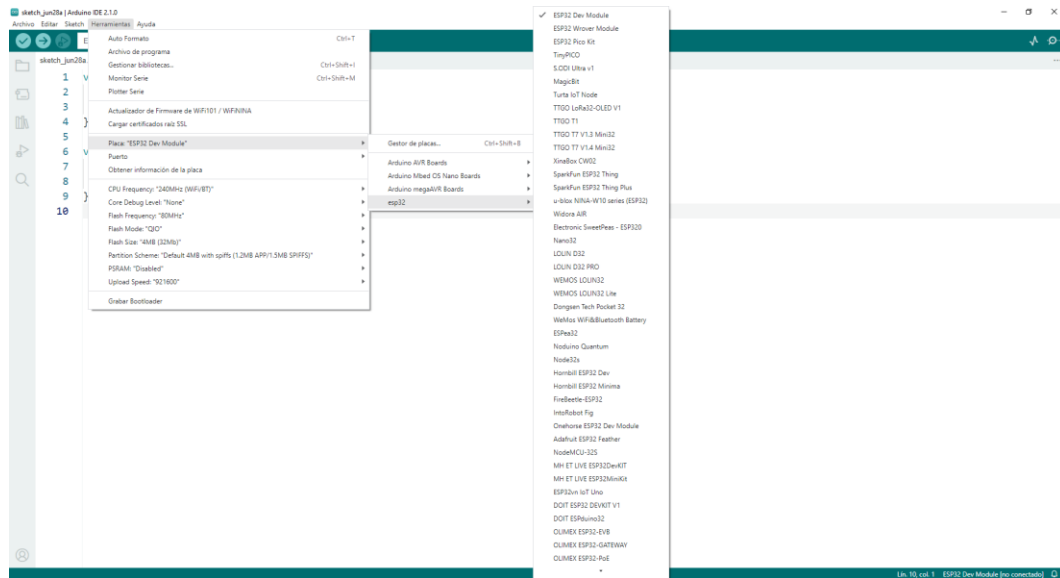 sketch_jun28a | Arduino IDE 2.1.0
Archivo Editar Sketch Herramientas Ayuda
sketch_jun28a
1
2
3
4 }
5
6
7
8
9 }
10
Auto Formato Ctrl+T
Archivo de programa
Gestionar bibliotecas... Ctrl+Shift+I
Monitor Serie Ctrl+Shift+M
Plotter Serie
Actualizador de Firmware de WiFi101 / WiFiNINA
Cargar certificados raíz SSL
Placa: "ESP32 Dev Module"
Puerto
Obtener información de la placa
CPU Frequency: "240MHz (WiFi/BT)"
Core Debug Level: "None"
Flash Frequency: "80MHz"
Flash Mode: "QIO"
Flash Size: "4MB (32Mb)"
Partition Scheme: "Default 4MB with spiffs (1.2MB APP/1.5MB SPIFFS)"
PSRAM: "Disabled"
Upload Speed: "921600"
Grabar Bootloader
Gestor de placas... Ctrl+Shift+B
Arduino AVR Boards
Arduino Mbed OS Nano Boards
Arduino megaAVR Boards
esp32
ESP32 Dev Module
ESP32 Wrover Module
ESP32 Pico Kit
TinyPICO
S.ODI Ultra v1
MagicBit
Turta IoT Node
TTGO LoRa32-OLED V1
TTGO T1
TTGO T7 V1.3 Mini32
TTGO T7 V1.4 Mini32
XinaBox CW02
SparkFun ESP32 Thing
SparkFun ESP32 Thing Plus
u-blox NINA-W10 series (ESP32)
Widora AIR
Electronic SweetPeas - ESP320
Nano32
LOLIN D32
LOLIN D32 PRO
WEMOS LOLIN32
WEMOS LOLIN32 Lite
Dongsen Tech Pocket 32
WeMos WiFi&Bluetooth Battery
ESPea32
Noduino Quantum
Node32s
Hornbill ESP32 Dev
Hornbill ESP32 Minima
FireBeetle-ESP32
IntoRobot Fig
Onehorse ESP32 Dev Module
Adafruit ESP32 Feather
NodeMCU-32S
MH ET LIVE ESP32DevKIT
MH ET LIVE ESP32MiniKit
ESP32vn IoT Uno
DOIT ESP32 DEVKIT V1
DOIT ESPduino32
OLIMEX ESP32-EVB
OLIMEX ESP32-GATEWAY
OLIMEX ESP32-PoE
Lín. 10, col. 1 ESP32 Dev Module [no conectado]